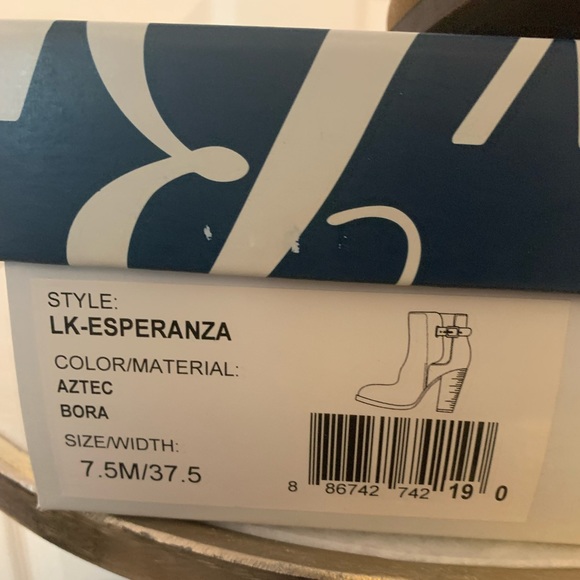 STYLE:
LK-ESPERANZA
COLOR/MATERIAL:
AZTEC
BORA
SIZE/WIDTH:
7.5M/37.5
8 86742 742 19 0